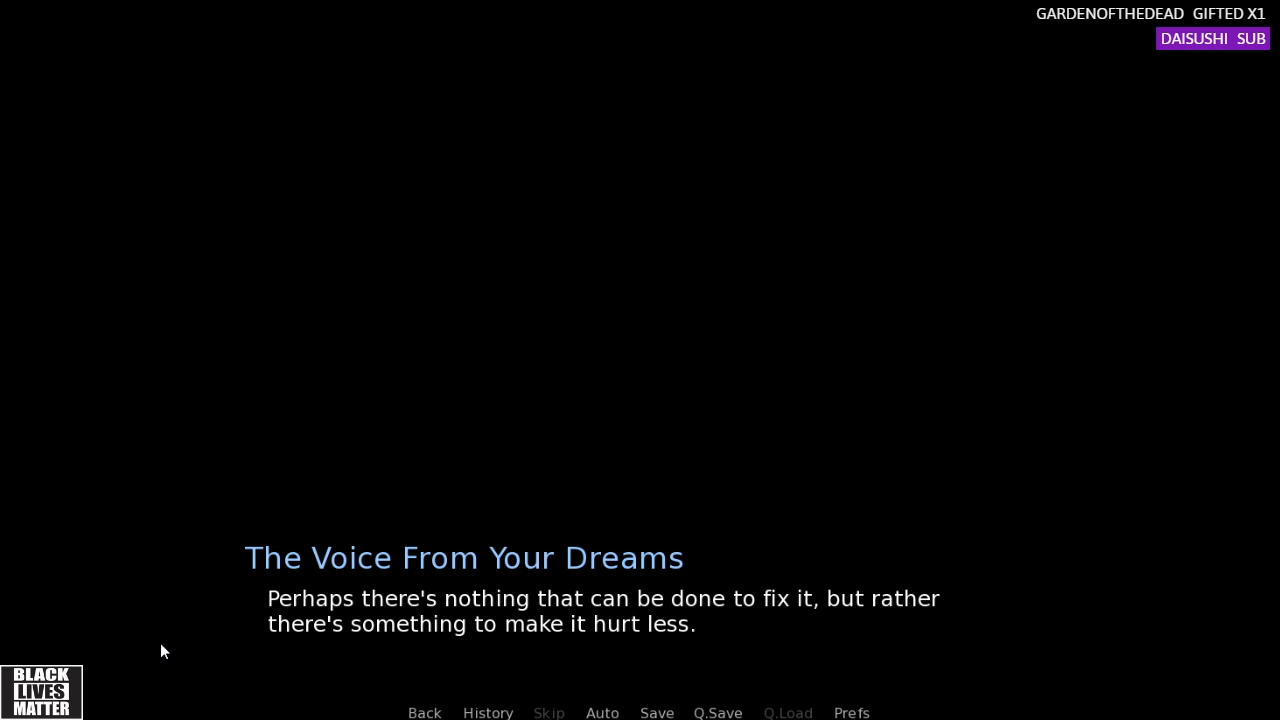 GARDENOFTHEDEAD GIFTED X1
DAISUSHI SUB
The Voice From Your Dreams
Perhaps there's nothing that can be done to fix it, but rather
there's something to make it hurt less.
BLACK
LIVES
MATTER
Back History Skip Auto Save Q.Save Q.Load Prefs